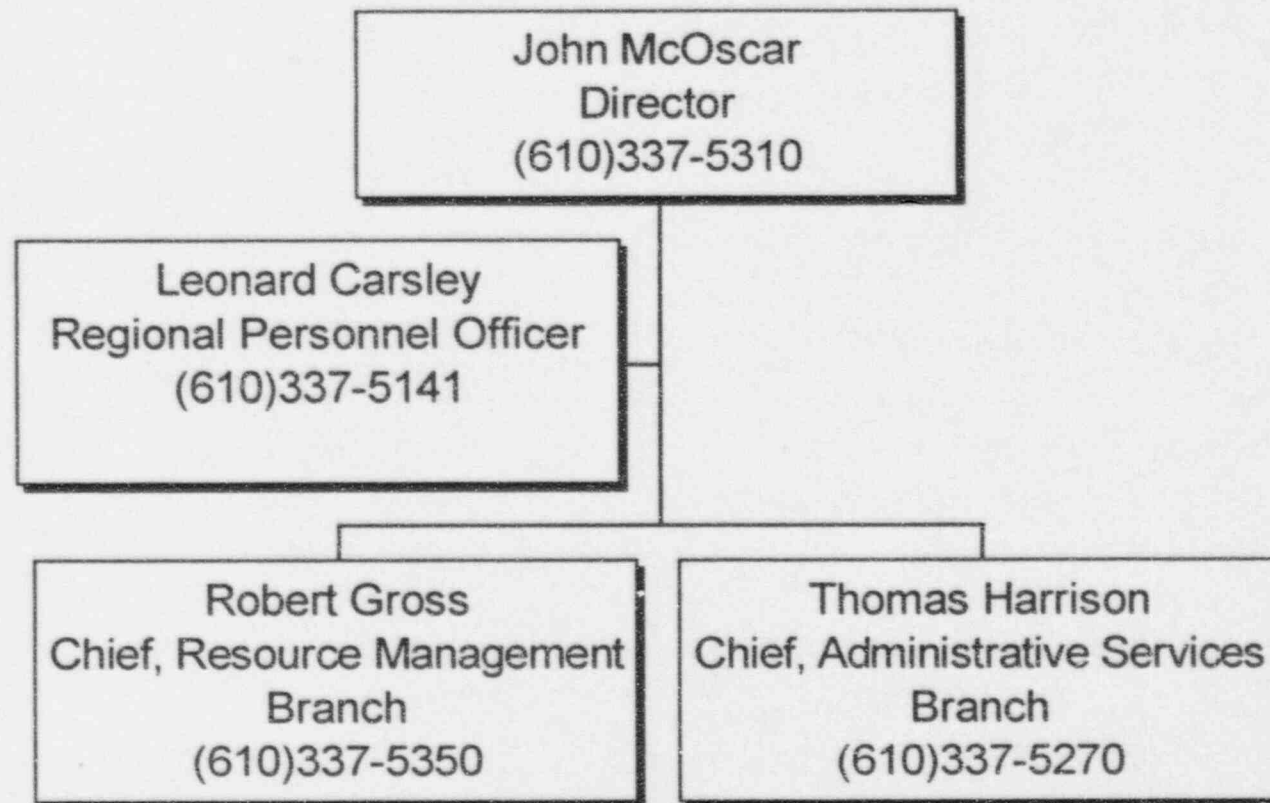 John McOscar
Director
(610)337-5310
Leonard Carsley
Regional Personnel Officer
(610)337-5141
Robert Gross
Chief, Resource Management
Branch
(610)337-5350
Thomas Harrison
Chief, Administrative Services
Branch
(610)337-5270